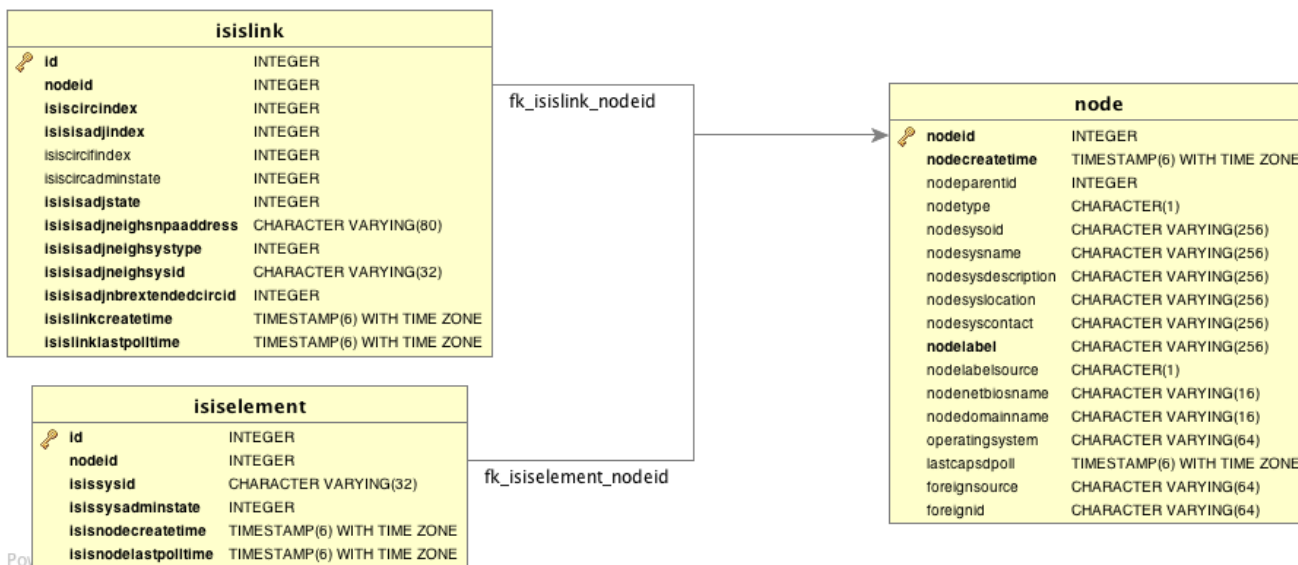 isislink
id INTEGER
nodeid INTEGER
isiscircindex INTEGER
isisisadjindex INTEGER
isiscircifindex INTEGER
isiscircadminstate INTEGER
isisisadjstate INTEGER
isisisadjneighsnpaaddress CHARACTER VARYING(80)
isisisadjneighsystype INTEGER
isisisadjneighsysid CHARACTER VARYING(32)
isisisadjnbrextendedcircid INTEGER
isislinkcreatetime TIMESTAMP(6) WITH TIME ZONE
isislinklastpolltime TIMESTAMP(6) WITH TIME ZONE
fk_isislink_nodeid
node
nodeid INTEGER
nodecreatetime TIMESTAMP(6) WITH TIME ZONE
nodeparentid INTEGER
nodetype CHARACTER(1)
nodesysoid CHARACTER VARYING(256)
nodesysname CHARACTER VARYING(256)
nodesysdescription CHARACTER VARYING(256)
nodesyslocation CHARACTER VARYING(256)
nodesyscontact CHARACTER VARYING(256)
nodelabel CHARACTER VARYING(256)
nodelabelsource CHARACTER(1)
nodenetbiosname CHARACTER VARYING(16)
nodedomainname CHARACTER VARYING(16)
operatingsystem CHARACTER VARYING(64)
lastcapsdpoll TIMESTAMP(6) WITH TIME ZONE
foreignsource CHARACTER VARYING(64)
foreignid CHARACTER VARYING(64)
isiselement
id INTEGER
nodeid INTEGER
isissysid CHARACTER VARYING(32)
isissysadminstate INTEGER
isisnodecreatetime TIMESTAMP(6) WITH TIME ZONE
isisnodelastpolltime TIMESTAMP(6) WITH TIME ZONE
fk_isiselement_nodeid